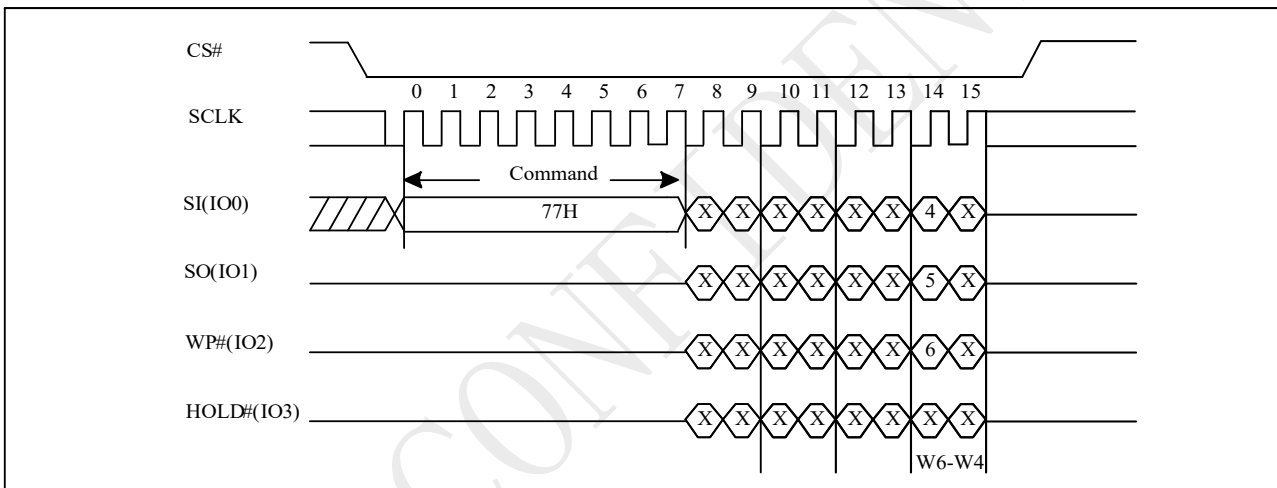 CS#
0 1 2 3 4 5 6 7 8 9 10 11 12 13 14 15
SCLK
Command
SI(IO0) 77H X X X X X X 4 X
SO(IO1) X X X X X X 5 X
WP#(IO2) X X X X X X 6 X
HOLD#(IO3) X X X X X X X X
W6-W4
CONFIDEN